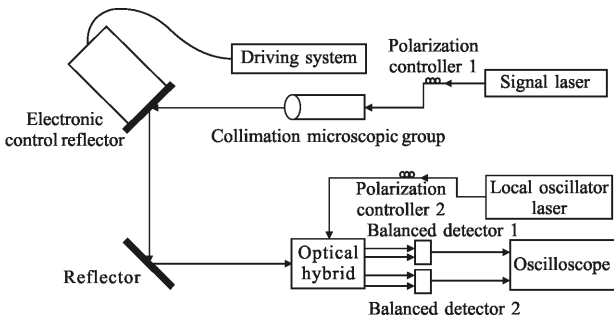 Driving system
Polarization
controller 1
Signal laser
Electronic
control reflector
Collimation microscopic group
Polarization
controller 2
Local oscillator
laser
Balanced detector 1
Reflector
Optical
hybrid
Oscilloscope
Balanced detector 2